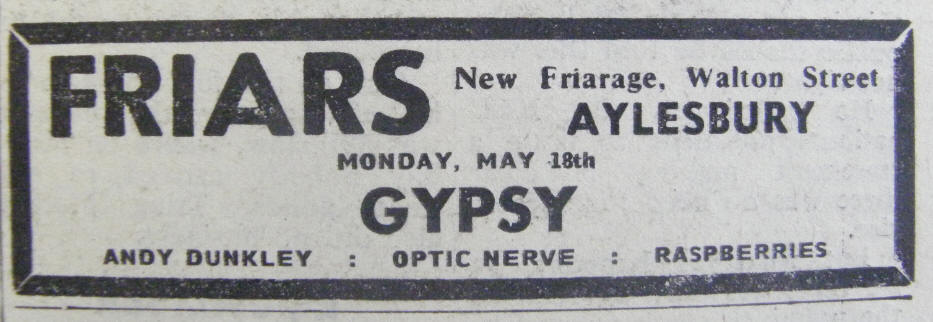 FRIARS New Friarage, Walton Street
AYLESBURY
MONDAY, MAY 18th
GYPSY
ANDY DUNKLEY : OPTIC NERVE : RASPBERRIES